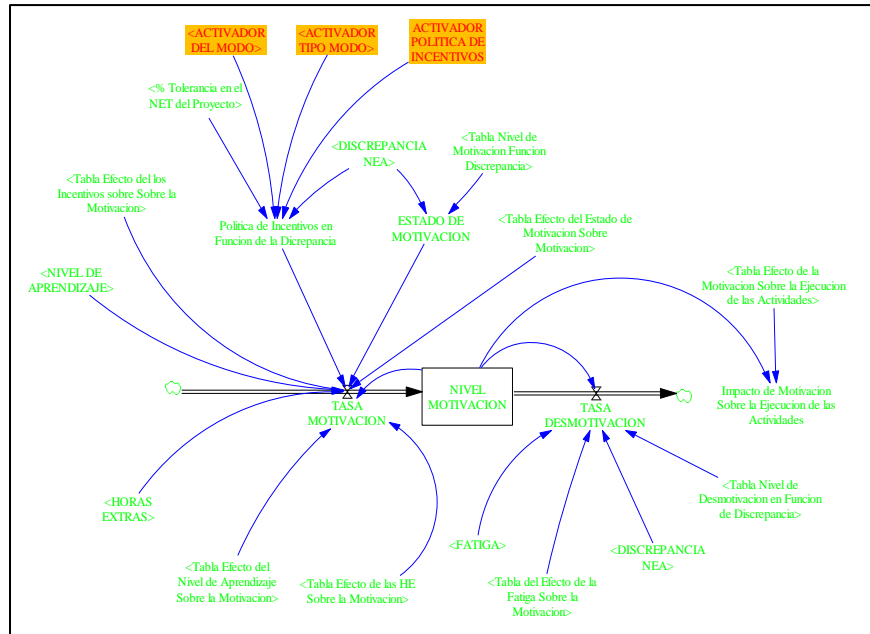 <ACTIVADOR
DEL MODO>
<ACTIVADOR
TIPO MODO>
ACTIVADOR
POLITICA DE
INCENTIVOS
<% Tolerancia en el
NET del Proyecto>
<DISCREPANCIA
NEA>
<Tabla Nivel de
Motivacion Funcion
Discrepancia>
<Tabla Efecto del los
Incentivos sobre Sobre la
Motivacion>
Politica de Incentivos en
Funcion de la Dicrepancia
ESTADO DE
MOTIVACION
<Tabla Efecto del Estado de
Motivacion Sobre
Motivacion>
<NIVEL DE
APRENDIZAJE>
<Tabla Efecto de la
Motivacion Sobre la Ejecucion
de las Actividades>
TASA
MOTIVACION
NIVEL
MOTIVACION
TASA
DESMOTIVACION
Impacto de Motivacion
Sobre la Ejecucion de las
Actividades
<HORAS
EXTRAS>
<Tabla Nivel de
Desmotivacion en Funcion
de Discrepancia>
<FATIGA>
<DISCREPANCIA
NEA>
<Tabla Efecto del
Nivel de Aprendizaje
Sobre la Motivacion>
<Tabla Efecto de las HE
Sobre la Motivacion>
<Tabla del Efecto de la
Fatiga Sobre la
Motivacion>